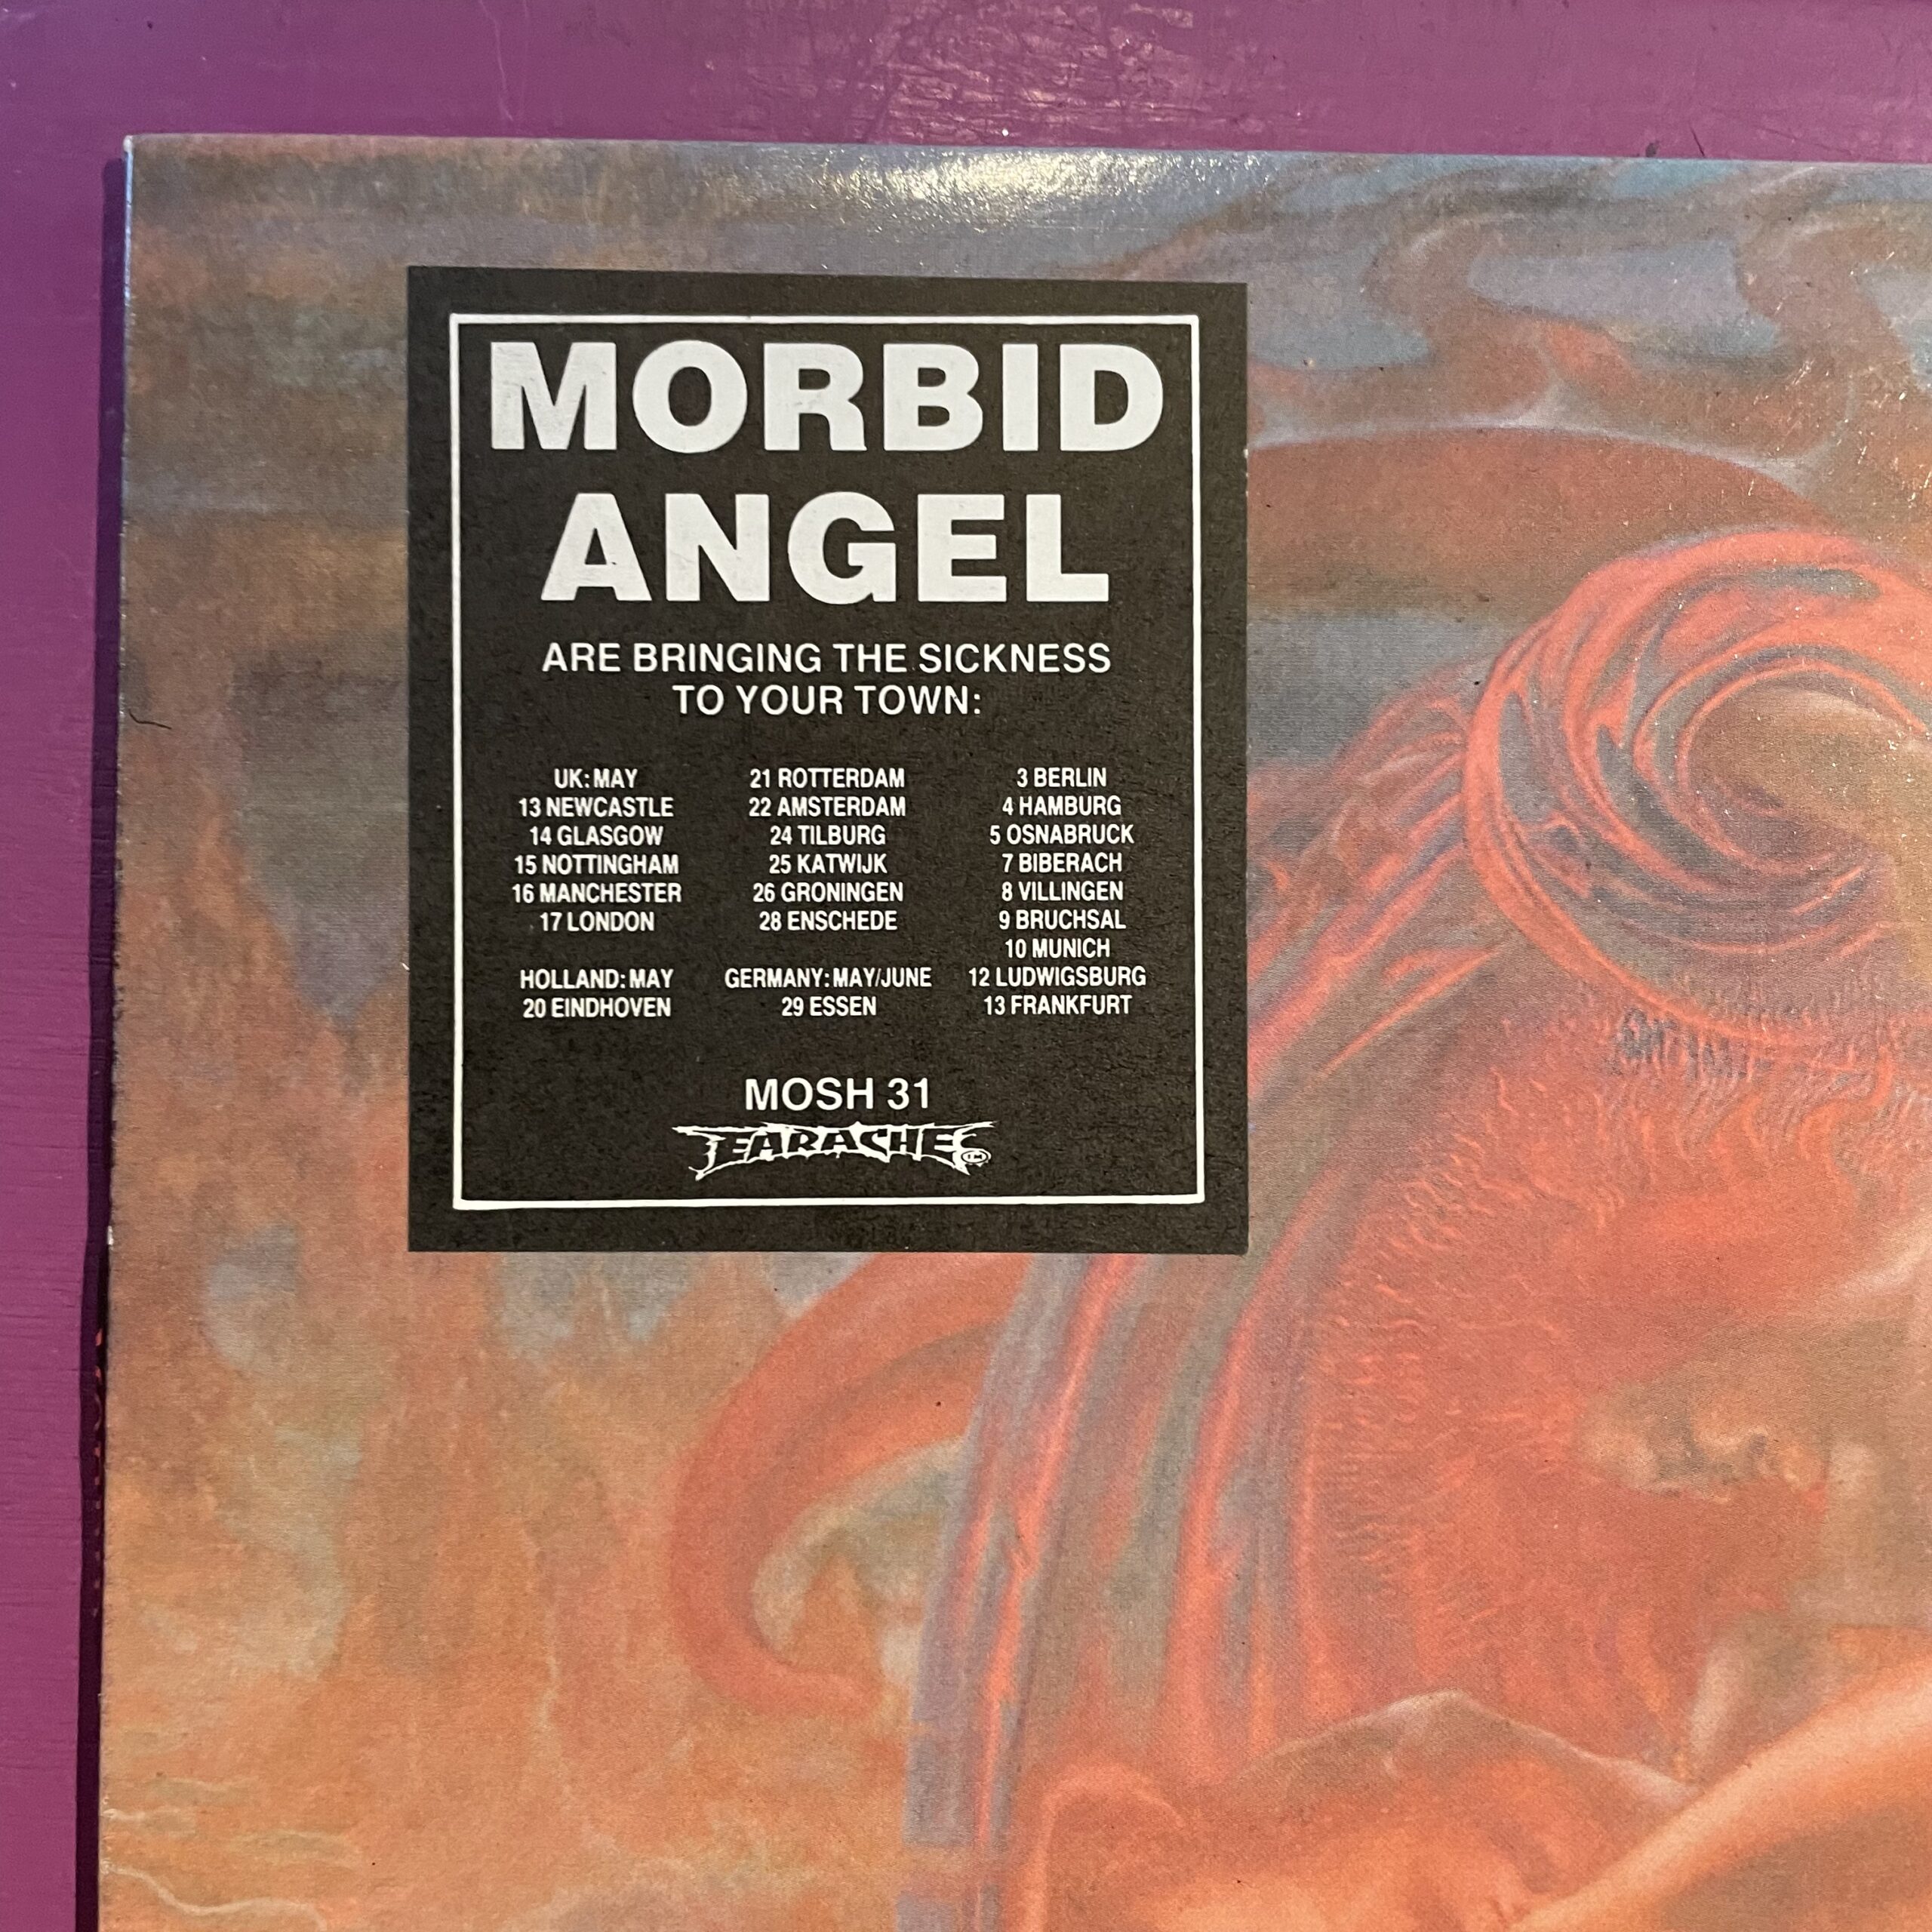 MORBID
ANGEL
ARE BRINGING THE SICKNESS
TO YOUR TOWN:
UK: MAY
13 NEWCASTLE
14 GLASGOW
15 NOTTINGHAM
16 MANCHESTER
17 LONDON
HOLLAND: MAY
20 EINDHOVEN
21 ROTTERDAM
22 AMSTERDAM
24 TILBURG
25 KATWIJK
26 GRONINGEN
28 ENSCHEDE
GERMANY: MAY/JUNE
29 ESSEN
3 BERLIN
4 HAMBURG
5 OSNABRUCK
7 BIBERACH
8 VILLINGEN
9 BRUCHSAL
10 MUNICH
12 LUDWIGSBURG
13 FRANKFURT
MOSH 31
EARACHE